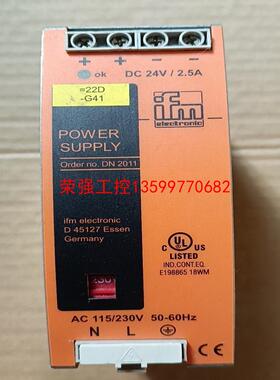 + + − −
ok DC 24V / 2.5A
=22D
-G41
ifm
electronic
POWER
SUPPLY
Order no. DN 2011
荣强工控13599770682
ifm electronic
D 45127 Essen
Germany
c UL US
LISTED
IND.CONT.EQ.
E198865 18WM
230
AC 115/230V 50-60Hz
N L
CE